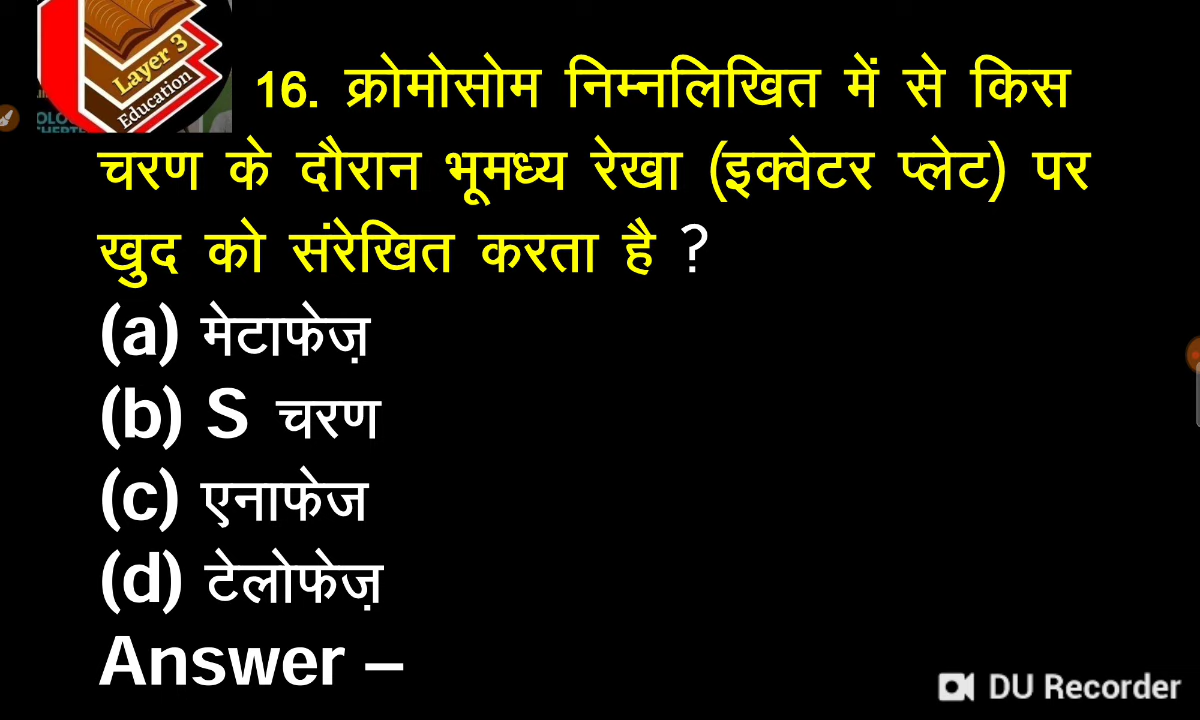 Layer 3
Education
16. क्रोमोसोम निम्नलिखित में से किस
चरण के दौरान भूमध्य रेखा (इक्वेटर प्लेट) पर
खुद को संरेखित करता है ?
(a) मेटाफेज़
(b) S चरण
(c) एनाफेज
(d) टेलोफेज़
Answer –
DU Recorder